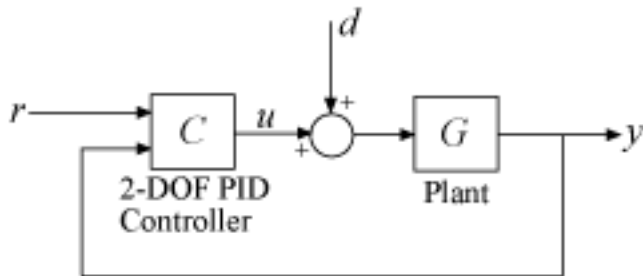 d
+
r
C
u
+
G
y
2-DOF PID
Controller
Plant